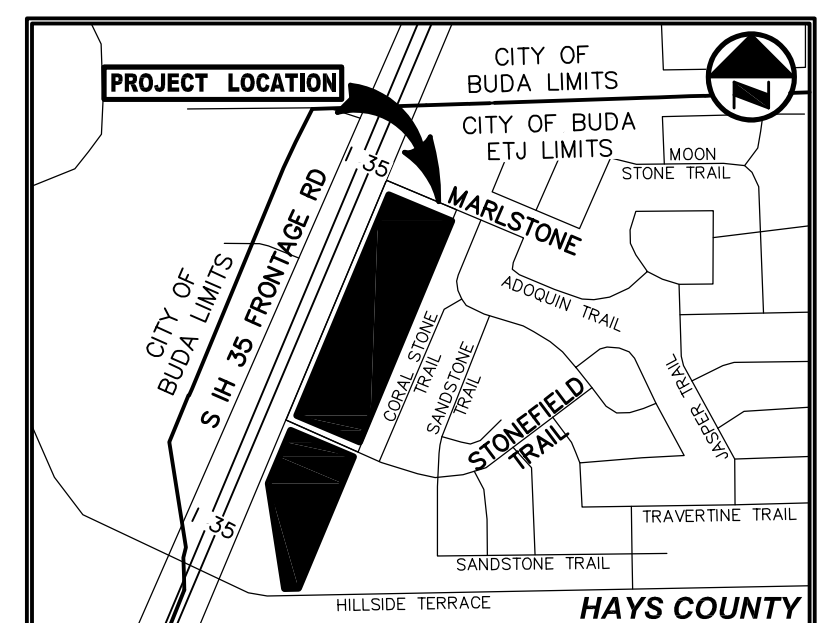 CITY OF
BUDA LIMITS
PROJECT LOCATION
CITY OF BUDA
ETJ LIMITS
N
MOON
STONE TRAIL
I 35
MARLSTONE
S IH 35 FRONTAGE RD
CITY OF
BUDA LIMITS
ADOQUIN TRAIL
CORAL STONE
TRAIL
SANDSTONE
TRAIL
STONEFIELD
TRAIL
JASPER TRAIL
I 35
TRAVERTINE TRAIL
SANDSTONE TRAIL
HILLSIDE TERRACE
HAYS COUNTY